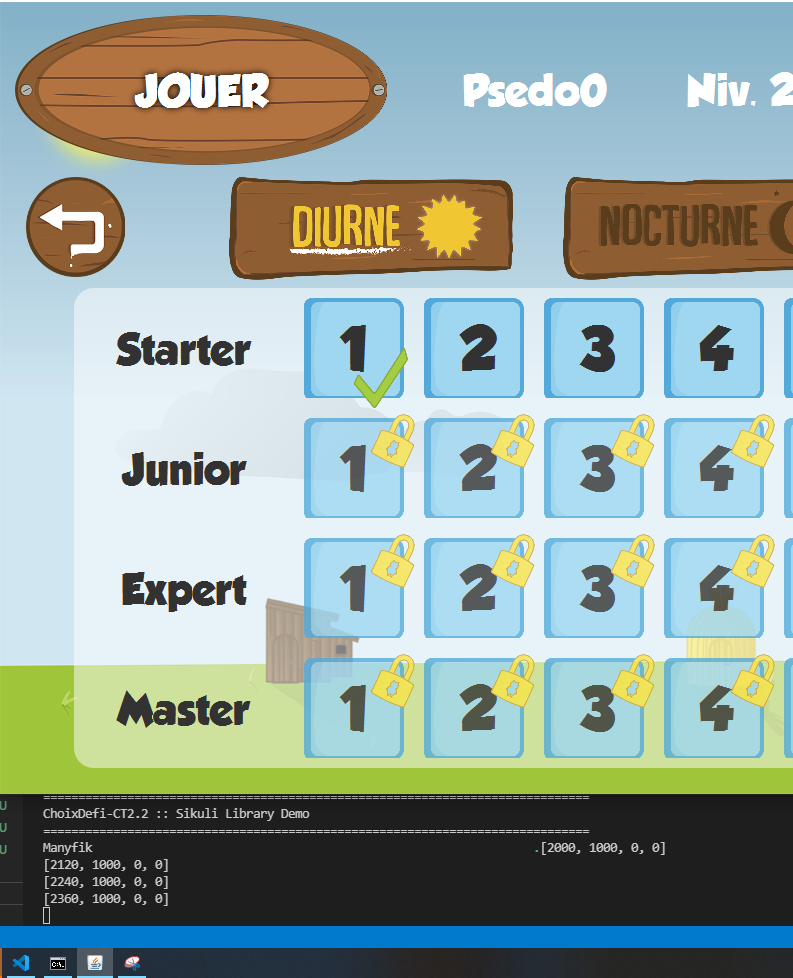 JOUER
Psedo0
Niv. 2
DIURNE
NOCTURNE
Starter 1 2 3 4
Junior 1 2 3 4
Expert 1 2 3 4
Master 1 2 3 4
==============================================================================
U ChoixDefi-CT2.2 :: Sikuli Library Demo
U ==============================================================================
U Manyfik .[2000, 1000, 0, 0]
[2120, 1000, 0, 0]
[2240, 1000, 0, 0]
[2360, 1000, 0, 0]
C:\.